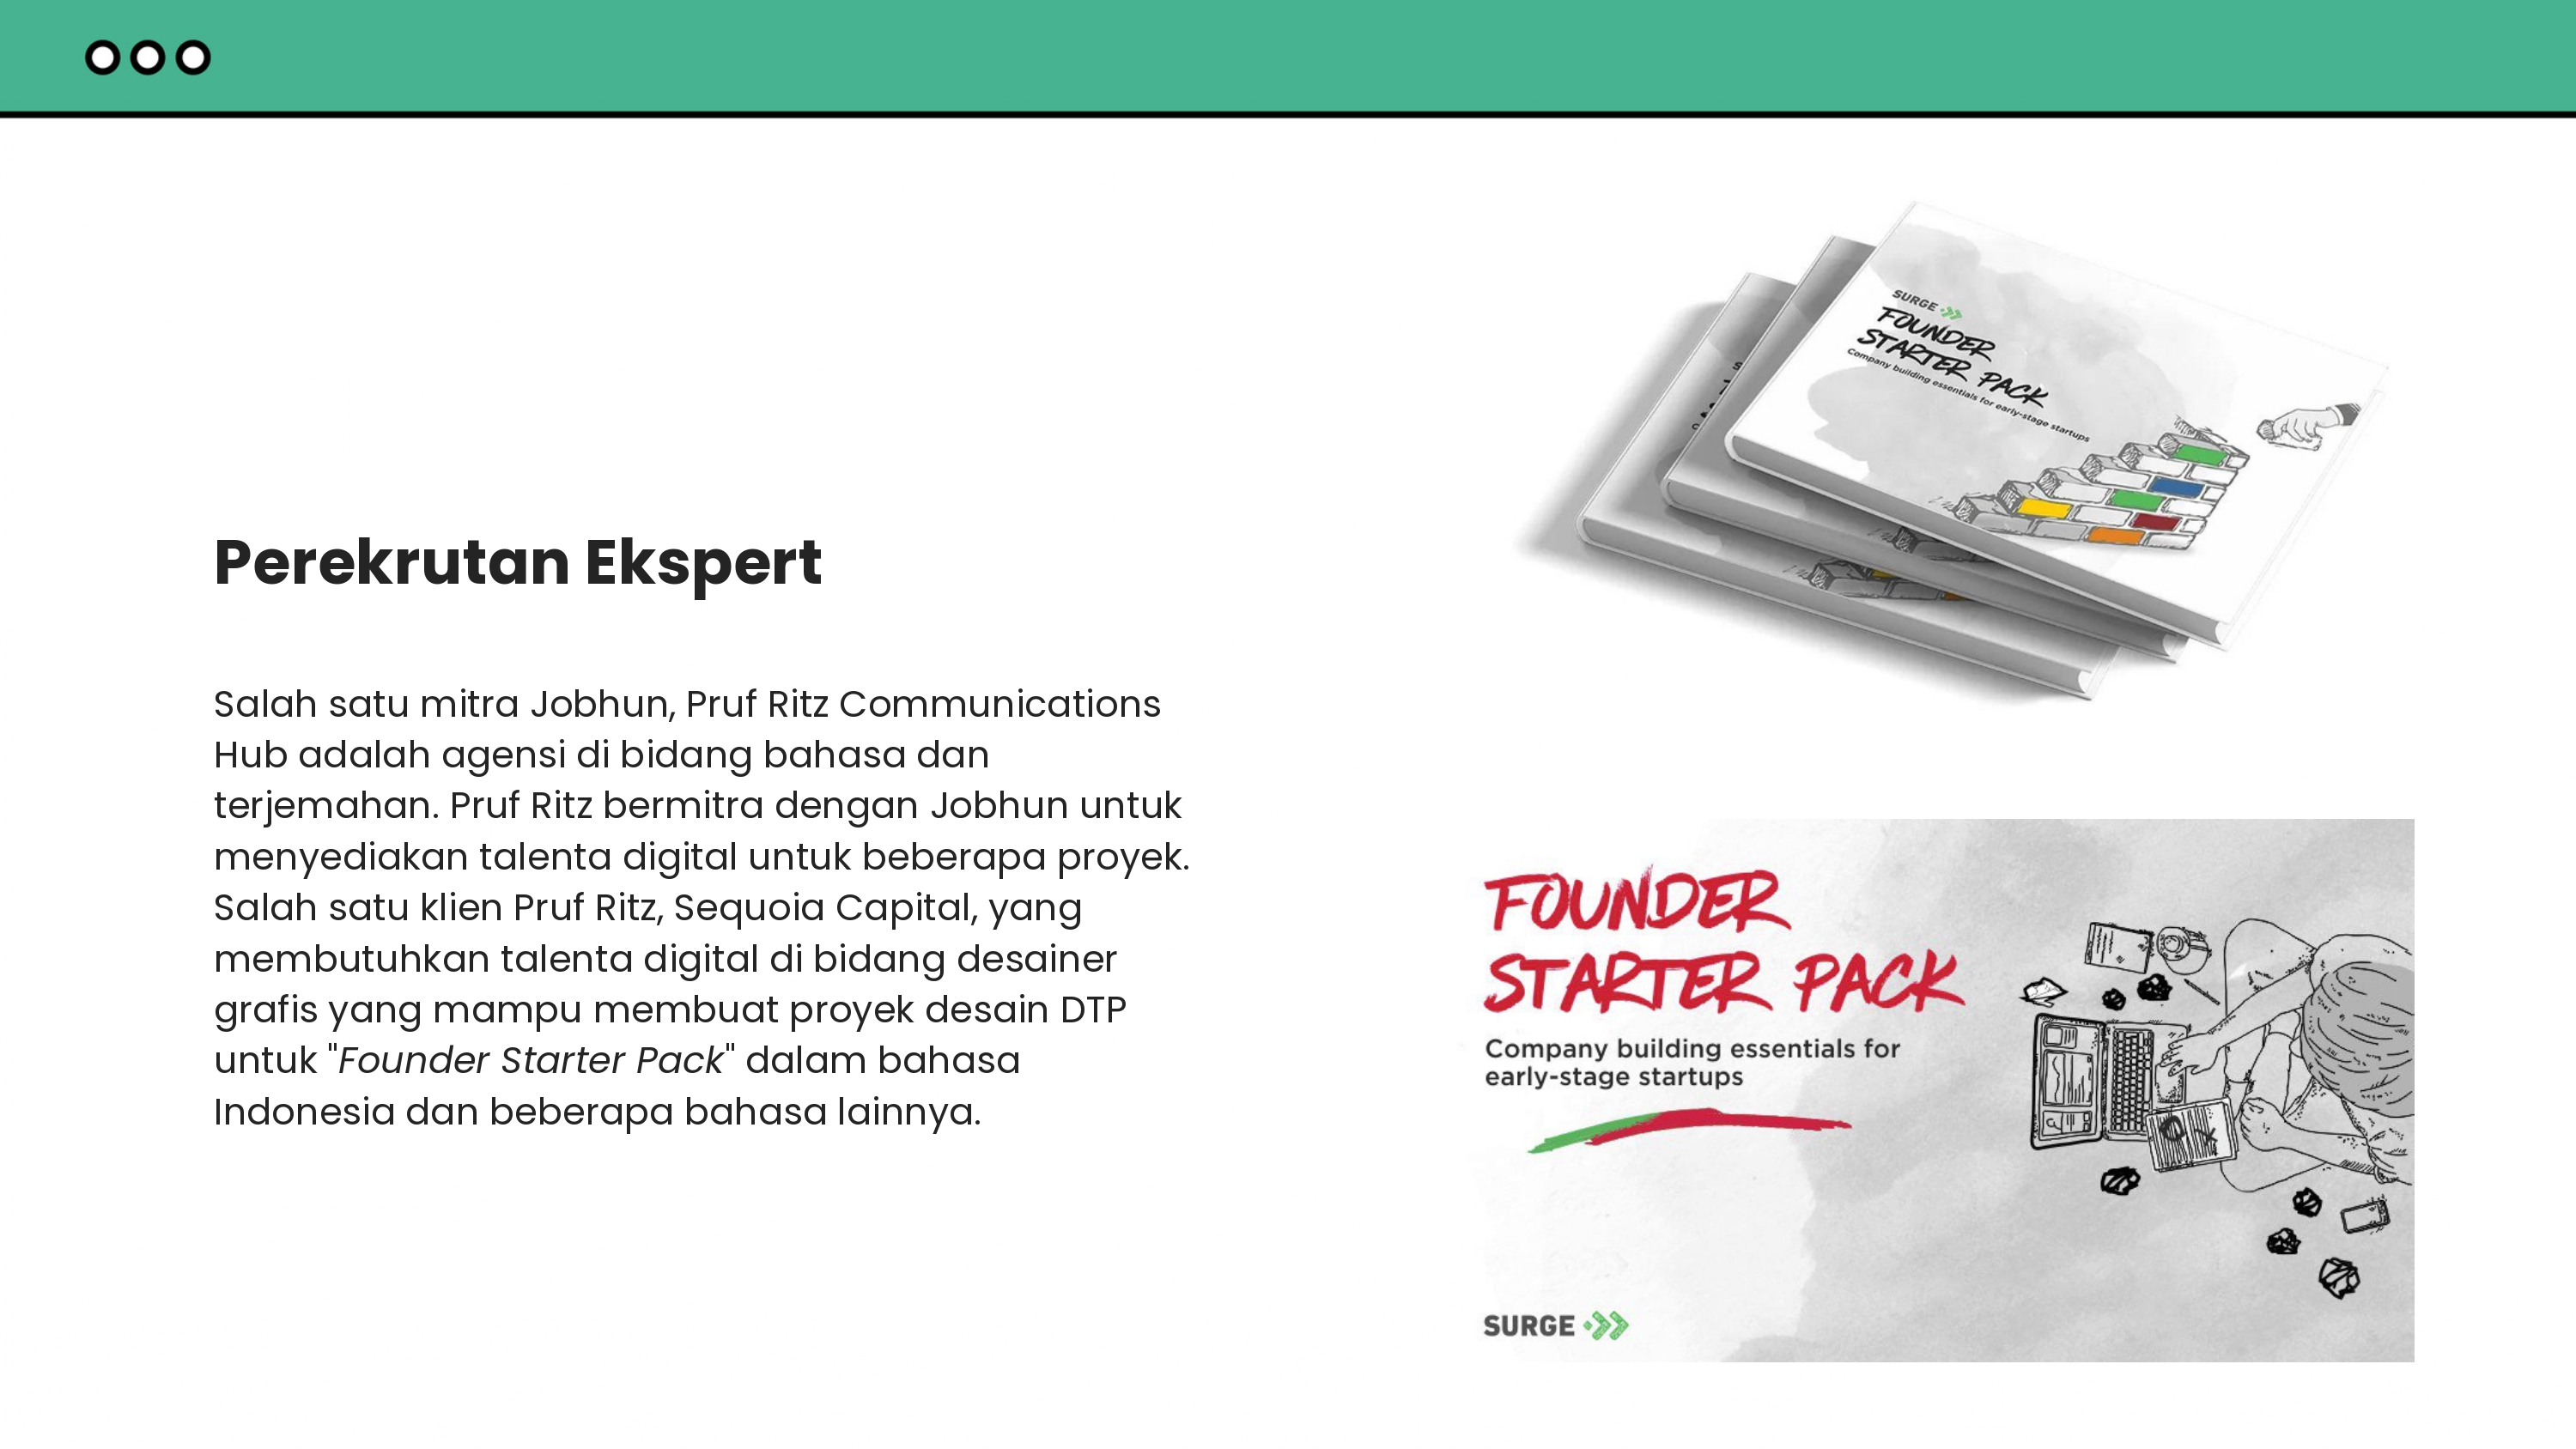 Perekrutan Ekspert
Salah satu mitra Jobhun, Pruf Ritz Communications
Hub adalah agensi di bidang bahasa dan
terjemahan. Pruf Ritz bermitra dengan Jobhun untuk
menyediakan talenta digital untuk beberapa proyek.
Salah satu klien Pruf Ritz, Sequoia Capital, yang
membutuhkan talenta digital di bidang desainer
grafis yang mampu membuat proyek desain DTP
untuk "Founder Starter Pack" dalam bahasa
Indonesia dan beberapa bahasa lainnya.
SURGE
FOUNDER
STARTER PACK
Company building essentials for early-stage startups
FOUNDER
STARTER PACK
Company building essentials for
early-stage startups
SURGE